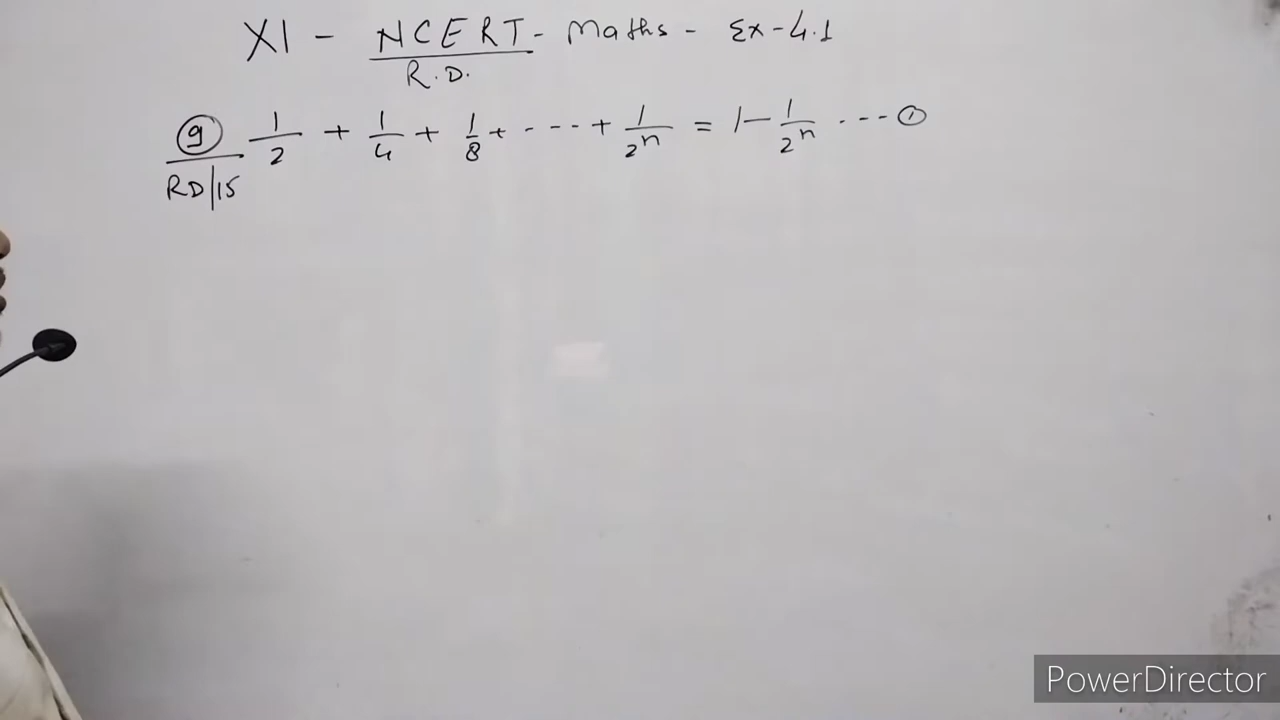 XI - NCERT - Maths - Ex-4.1
R.D.
⑨ 1/2 + 1/4 + 1/8 + ---- + 1/2^n = 1 - 1/2^n --- ①
RD/15
PowerDirector